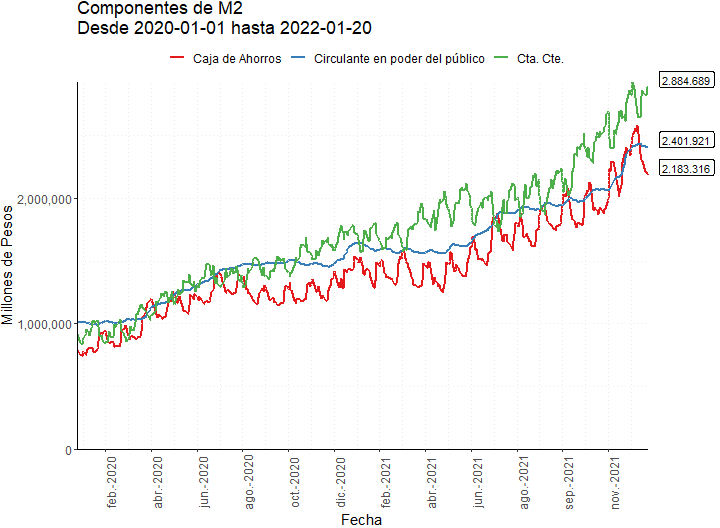 Componentes de M2
Desde 2020-01-01 hasta 2022-01-20
Caja de Ahorros Circulante en poder del público Cta. Cte.
2.884.689
2.401.921
2.183.316
2,000,000
1,000,000
0
Millones de Pesos
feb.-2020 abr.-2020 jun.-2020 ago.-2020 oct.-2020 dic.-2020 feb.-2021 abr.-2021 jun.-2021 ago.-2021 sep.-2021 nov.-2021
Fecha